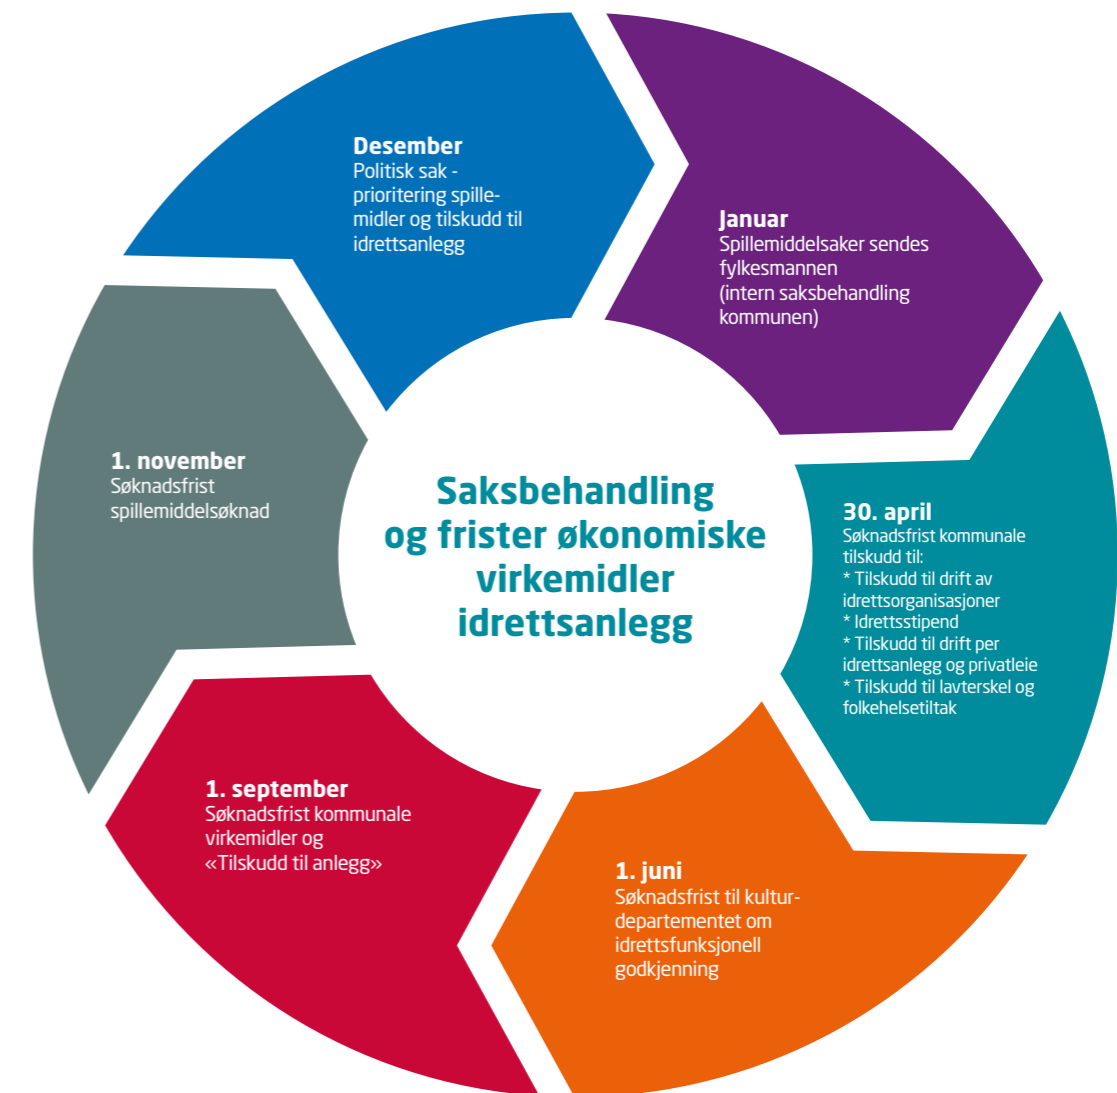 Saksbehandling
og frister økonomiske
virkemidler
idrettsanlegg
Januar
Spillemiddelsaker sendes
fylkesmannen
(intern saksbehandling
kommunen)
30. april
Søknadsfrist kommunale
tilskudd til:
* Tilskudd til drift av
idrettsorganisasjoner
* Idrettsstipend
* Tilskudd til drift per
idrettsanlegg og privatleie
* Tilskudd til lavterskel og
folkehelsetiltak
1. juni
Søknadsfrist til kultur-
departementet om
idrettsfunksjonell
godkjenning
1. september
Søknadsfrist kommunale
virkemidler og
«Tilskudd til anlegg»
1. november
Søknadsfrist
spillemiddelsøknad
Desember
Politisk sak -
prioritering spille-
midler og tilskudd til
idrettsanlegg